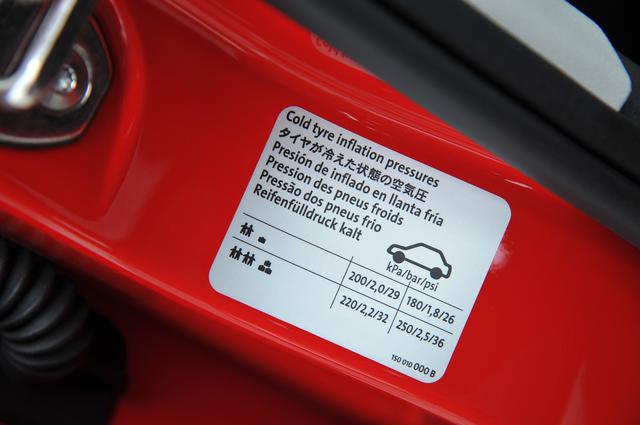 Cold tyre inflation pressures
タイヤが冷えた状態の空気圧
Presión de inflado en llanta fría
Pression des pneus froids
Pressão dos pneus frio
Reifenfülldruck kalt
kPa/bar/psi
200/2,0/29 180/1,8/26
220/2,2/32 250/2,5/36
150 010 000 B